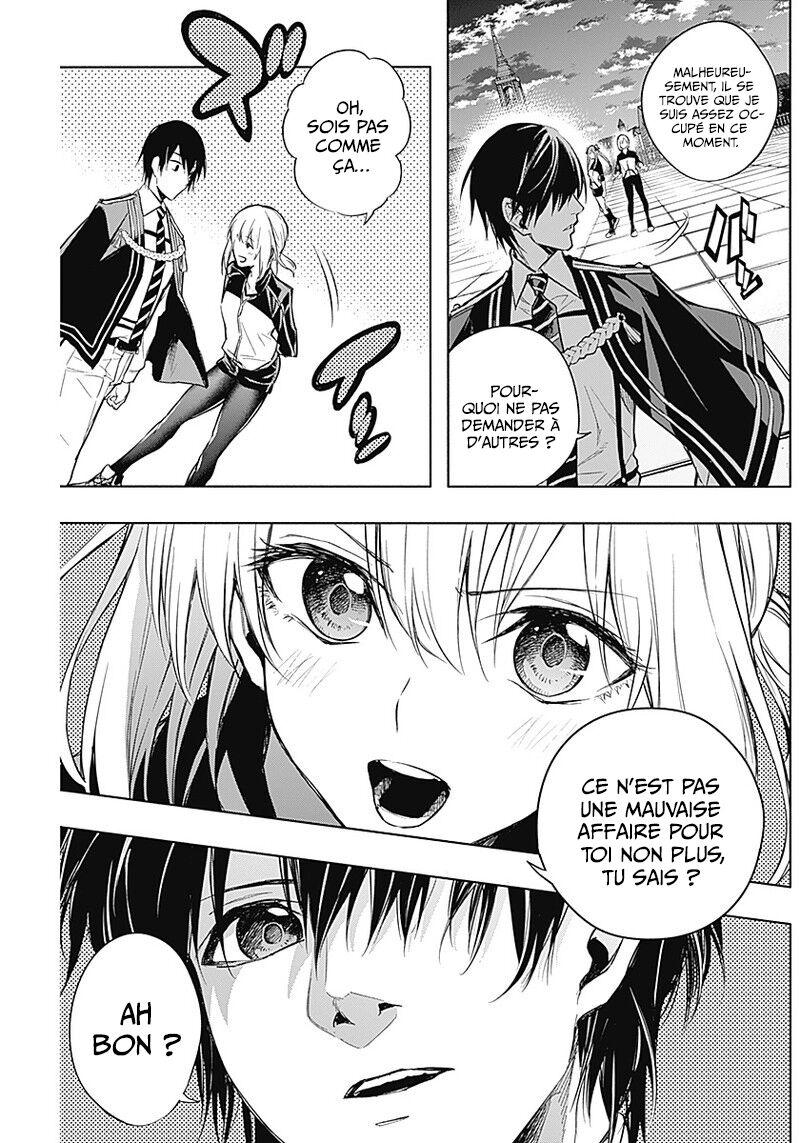 MALHEUREU-
SEMENT, IL SE
TROUVE QUE JE
SUIS ASSEZ OC-
CUPÉ EN CE
MOMENT.
POUR-
QUOI NE PAS
DEMANDER À
D'AUTRES ?
OH,
SOIS PAS
COMME
ÇA...
CE N'EST PAS
UNE MAUVAISE
AFFAIRE POUR
TOI NON PLUS,
TU SAIS ?
AH
BON ?